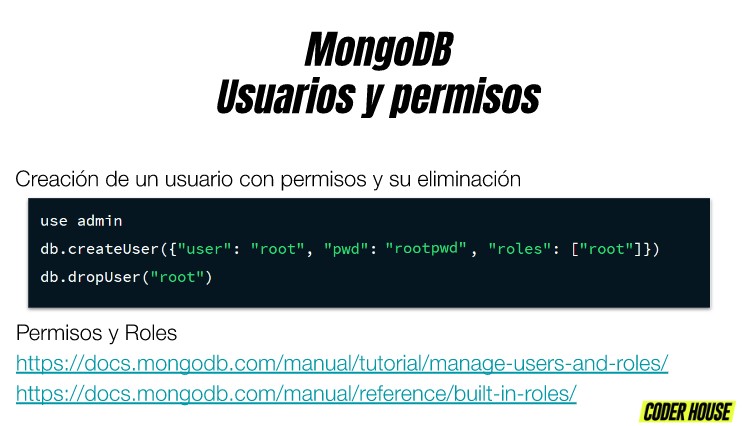 MongoDB
Usuarios y permisos
Creación de un usuario con permisos y su eliminación
use admin
db.createUser({"user": "root", "pwd": "rootpwd", "roles": ["root"]})
db.dropUser("root")
Permisos y Roles
https://docs.mongodb.com/manual/tutorial/manage-users-and-roles/
https://docs.mongodb.com/manual/reference/built-in-roles/
CODER HOUSE